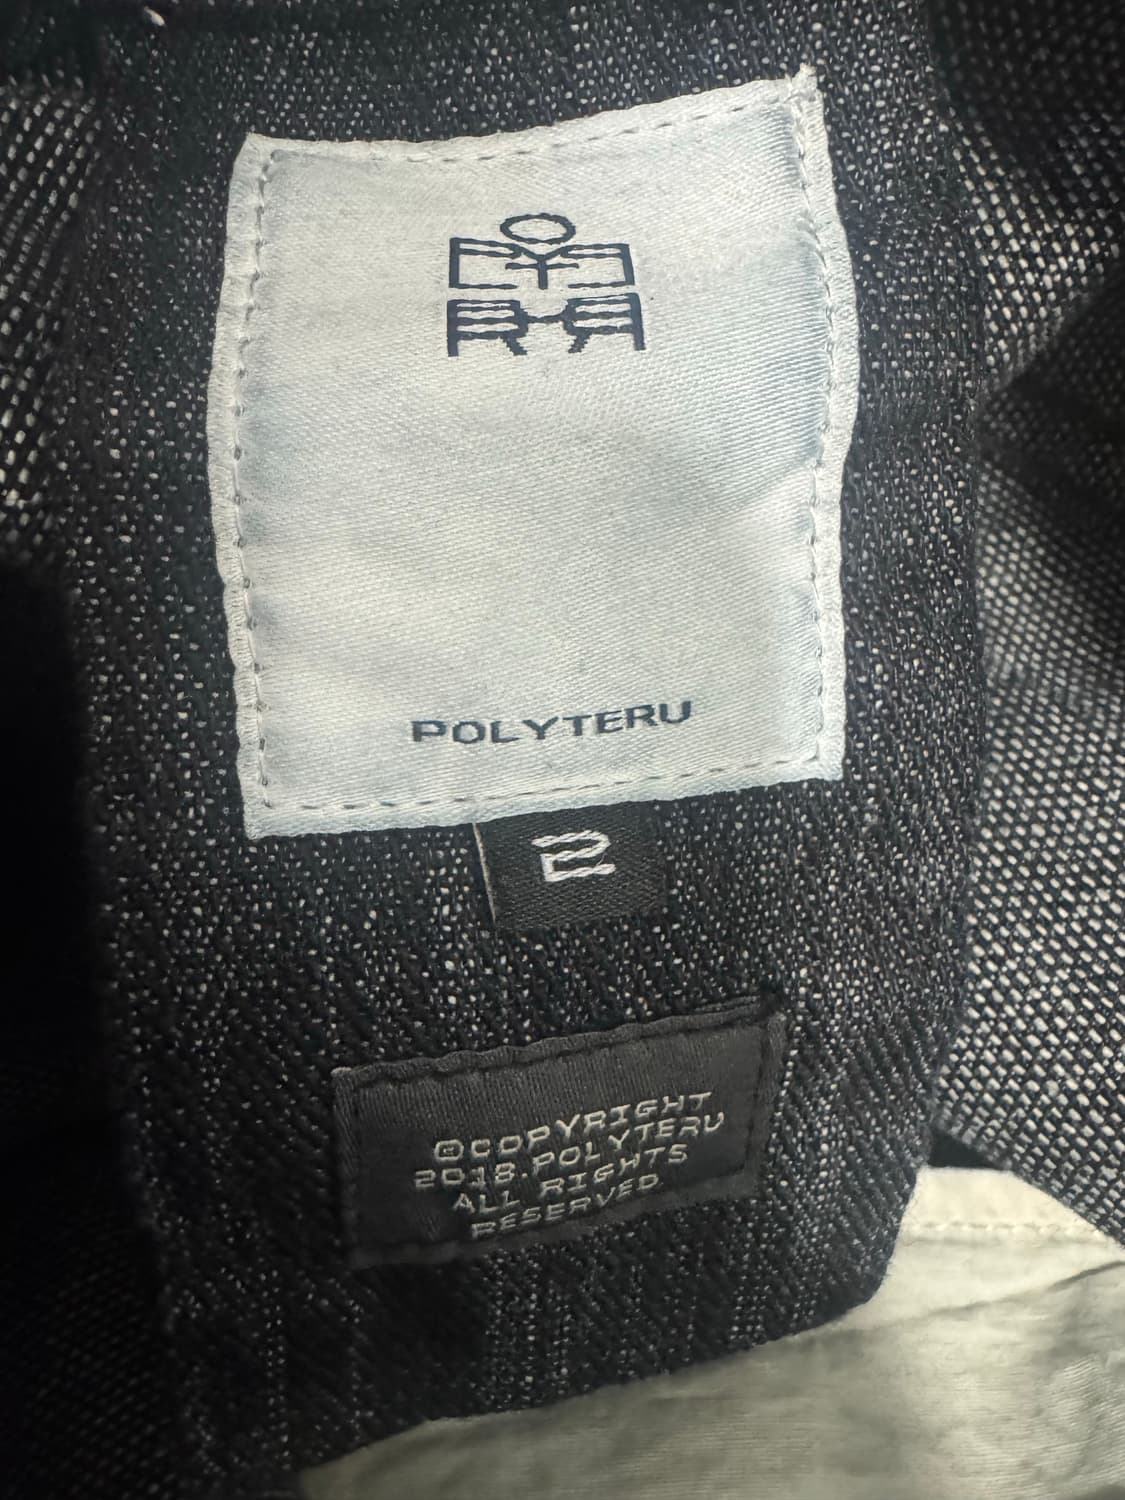 POLYTERU
2
©COPYRIGHT
2018.POLYTERU
ALL RIGHTS
RESERVED.